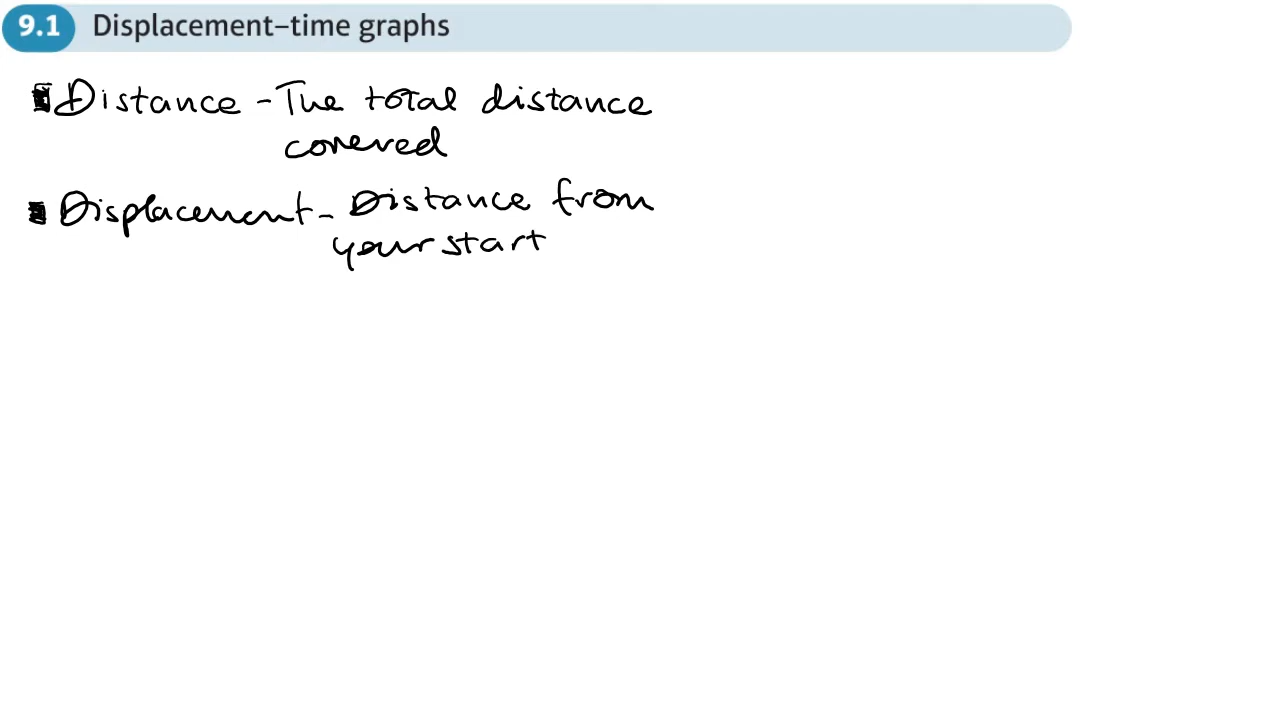 9.1 Displacement–time graphs
Distance - The total distance
covered
Displacement - Distance from
your start